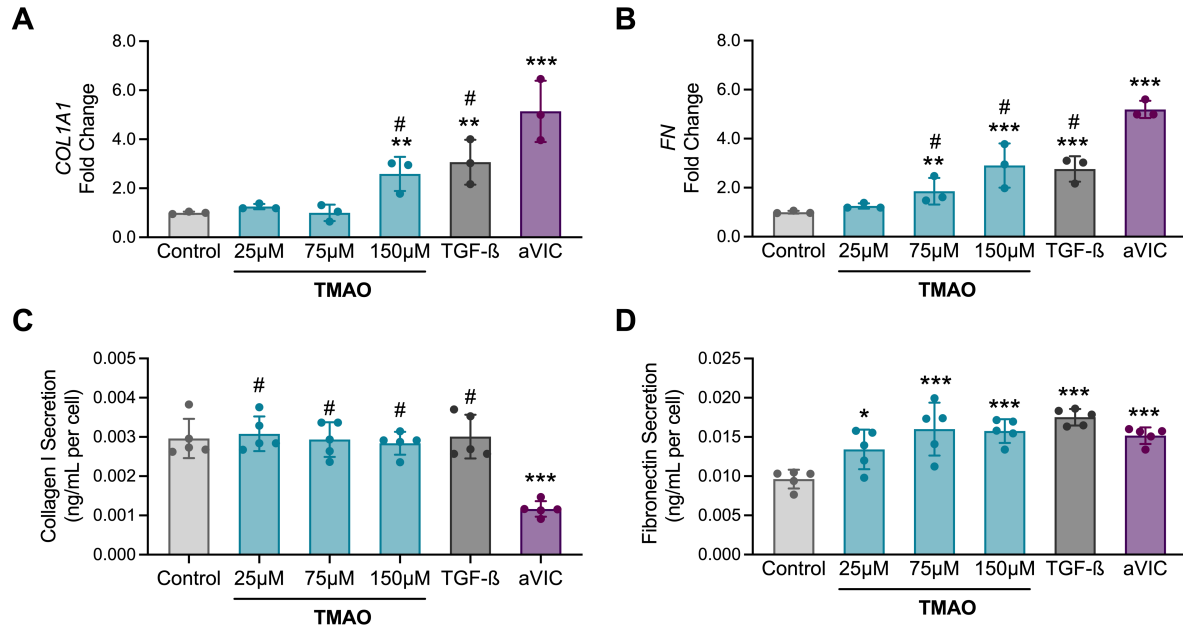 A
COL1A1
Fold Change
8.0
6.0
4.0
2.0
0.0
#
**
#
**
***
Control
25µM
75µM
150µM
TGF-ß
aVIC
TMAO
B
FN
Fold Change
8.0
6.0
4.0
2.0
0.0
#
**
#
***
#
***
***
Control
25µM
75µM
150µM
TGF-ß
aVIC
TMAO
C
Collagen I Secretion
(ng/mL per cell)
0.005
0.004
0.003
0.002
0.001
0.000
#
#
#
#
***
Control
25µM
75µM
150µM
TGF-ß
aVIC
TMAO
D
Fibronectin Secretion
(ng/mL per cell)
0.025
0.020
0.015
0.010
0.005
0.000
*
***
***
***
***
Control
25µM
75µM
150µM
TGF-ß
aVIC
TMAO